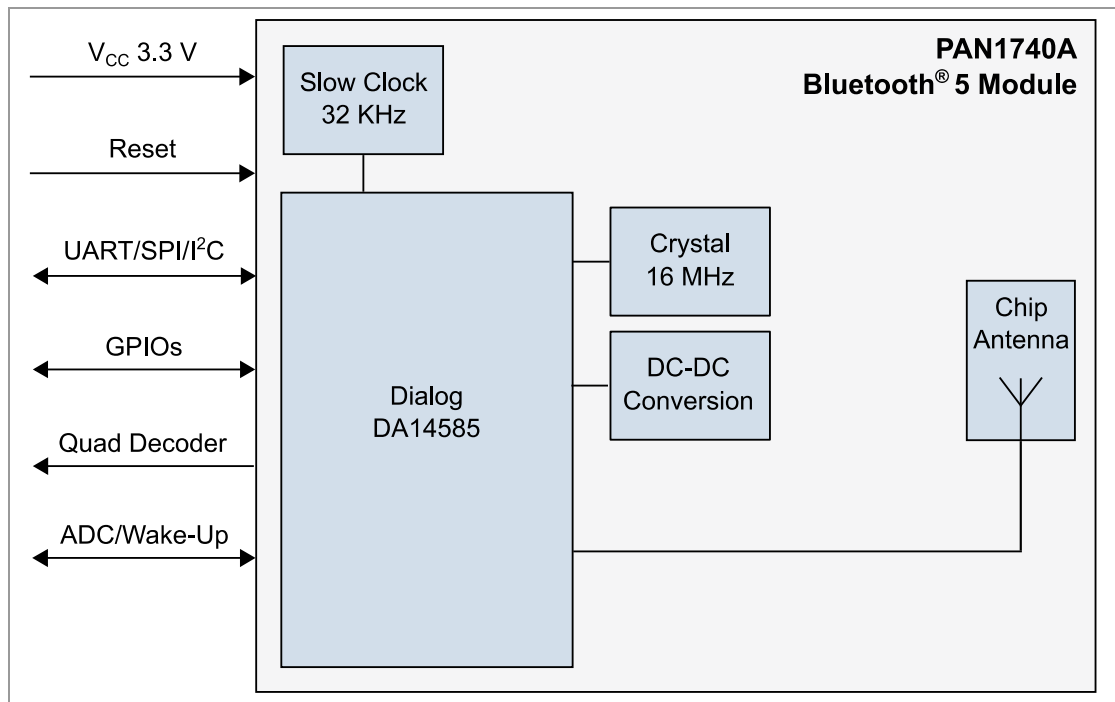 V_CC 3.3 V
Reset
UART/SPI/I²C
GPIOs
Quad Decoder
ADC/Wake-Up
PAN1740A
Bluetooth® 5 Module
Slow Clock
32 KHz
Dialog
DA14585
Crystal
16 MHz
DC-DC
Conversion
Chip
Antenna